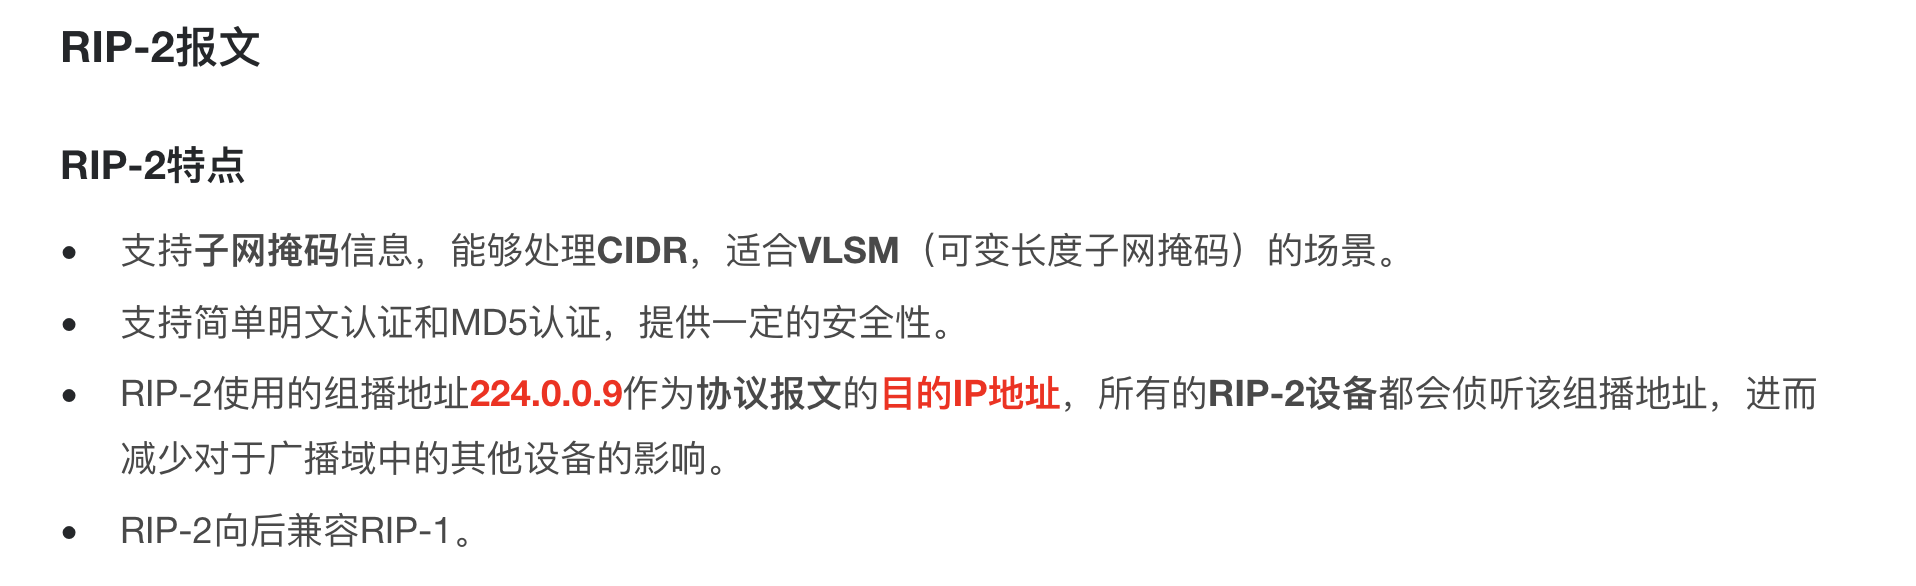 RIP-2报文
RIP-2特点
● 支持子网掩码信息，能够处理CIDR，适合VLSM（可变长度子网掩码）的场景。
● 支持简单明文认证和MD5认证，提供一定的安全性。
● RIP-2使用的组播地址224.0.0.9作为协议报文的目的IP地址，所有的RIP-2设备都会侦听该组播地址，进而
减少对于广播域中的其他设备的影响。
● RIP-2向后兼容RIP-1。